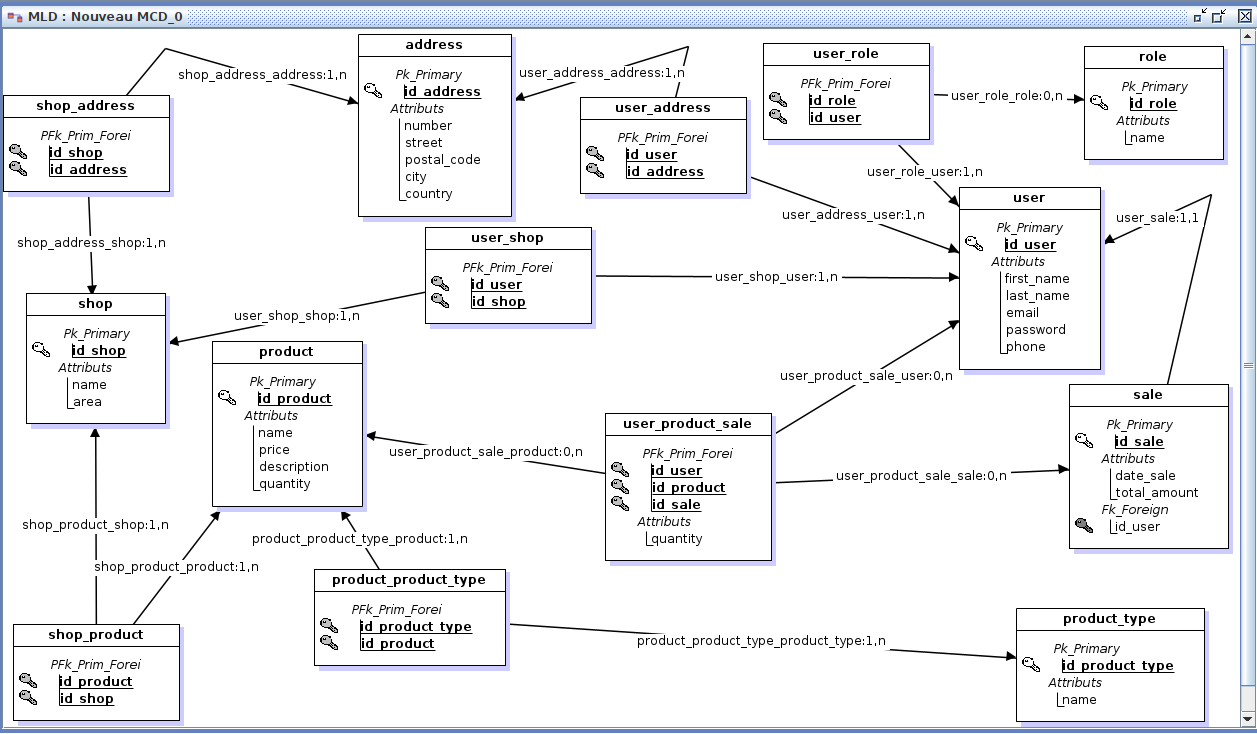 MLD : Nouveau MCD_0
address
Pk_Primary
id_address
Attributs
number
street
postal_code
city
country
shop_address_address:1,n
user_address_address:1,n
user_role
PFk_Prim_Forei
id_role
id_user
user_role_role:0,n
role
Pk_Primary
id_role
Attributs
name
shop_address
PFk_Prim_Forei
id_shop
id_address
user_address
PFk_Prim_Forei
id_user
id_address
user_role_user:1,n
user_address_user:1,n
user
Pk_Primary
id_user
Attributs
first_name
last_name
email
password
phone
user_sale:1,1
shop_address_shop:1,n
user_shop
PFk_Prim_Forei
id_user
id_shop
user_shop_user:1,n
user_shop_shop:1,n
shop
Pk_Primary
id_shop
Attributs
name
area
product
Pk_Primary
id_product
Attributs
name
price
description
quantity
user_product_sale_user:0,n
user_product_sale
PFk_Prim_Forei
id_user
id_product
id_sale
Attributs
quantity
user_product_sale_product:0,n
user_product_sale_sale:0,n
sale
Pk_Primary
id_sale
Attributs
date_sale
total_amount
Fk_Foreign
id_user
shop_product_shop:1,n
product_product_type_product:1,n
shop_product_product:1,n
product_product_type
PFk_Prim_Forei
id_product_type
id_product
product_product_type_product_type:1,n
product_type
Pk_Primary
id_product_type
Attributs
name
shop_product
PFk_Prim_Forei
id_product
id_shop